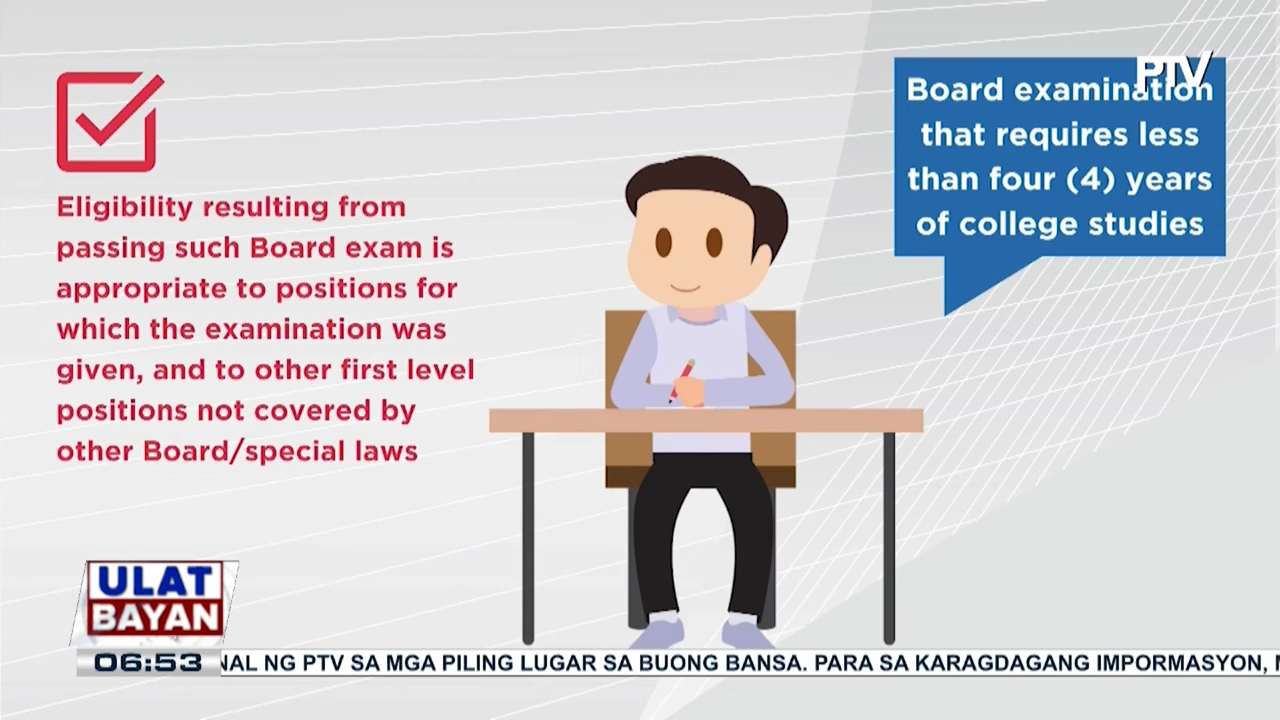 PTV
Board examination
that requires less
than four (4) years
of college studies
Eligibility resulting from
passing such Board exam is
appropriate to positions for
which the examination was
given, and to other first level
positions not covered by
other Board/special laws
ULAT
BAYAN
06:53
NG PTV SA MGA PILING LUGAR SA BUONG BANSA. PARA SA KARAGDAGANG IMPORMASYON,